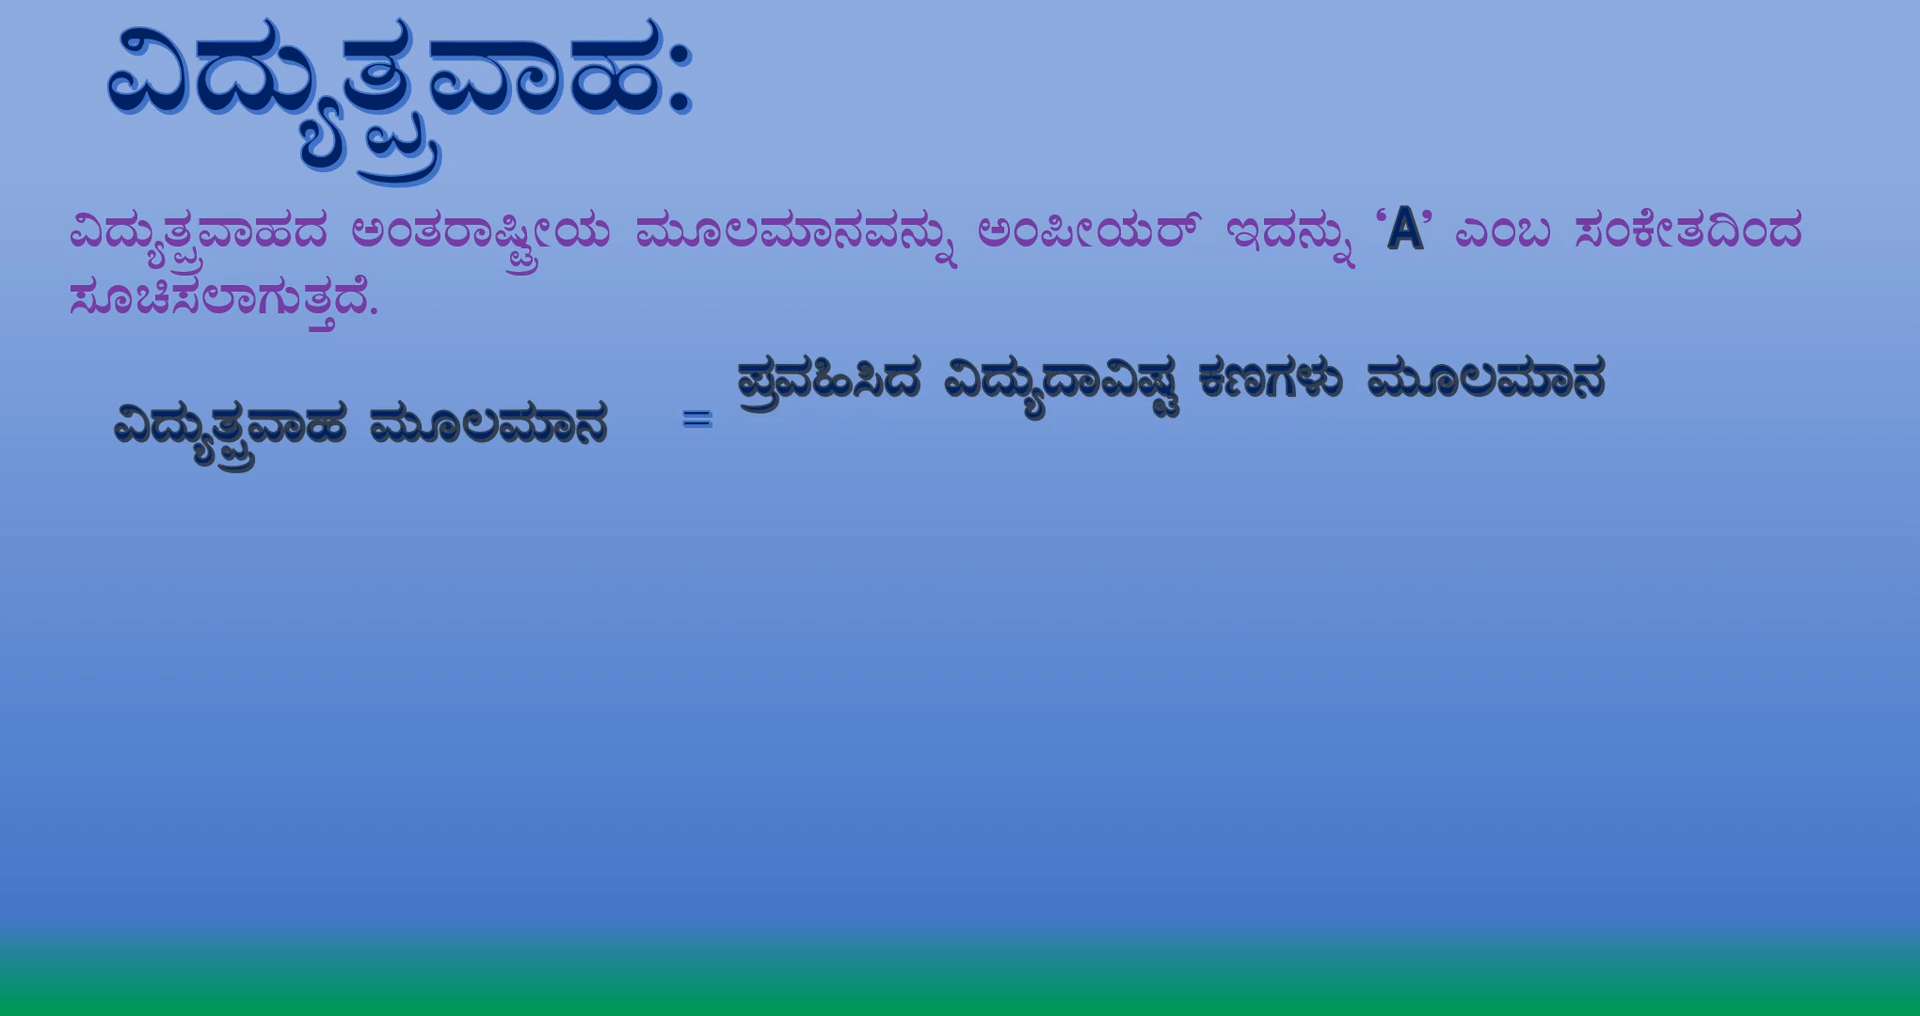 ವಿದ್ಯುತ್ಪ್ರವಾಹ:
ವಿದ್ಯುತ್ಪ್ರವಾಹದ ಅಂತರಾಷ್ಟ್ರೀಯ ಮೂಲಮಾನವನ್ನು ಅಂಪೀಯರ್ ಇದನ್ನು ‘A’ ಎಂಬ ಸಂಕೇತದಿಂದ
ಸೂಚಿಸಲಾಗುತ್ತದೆ.
ಪ್ರವಹಿಸಿದ ವಿದ್ಯುದಾವಿಷ್ಟ ಕಣಗಳು ಮೂಲಮಾನ
ವಿದ್ಯುತ್ಪ್ರವಾಹ ಮೂಲಮಾನ =